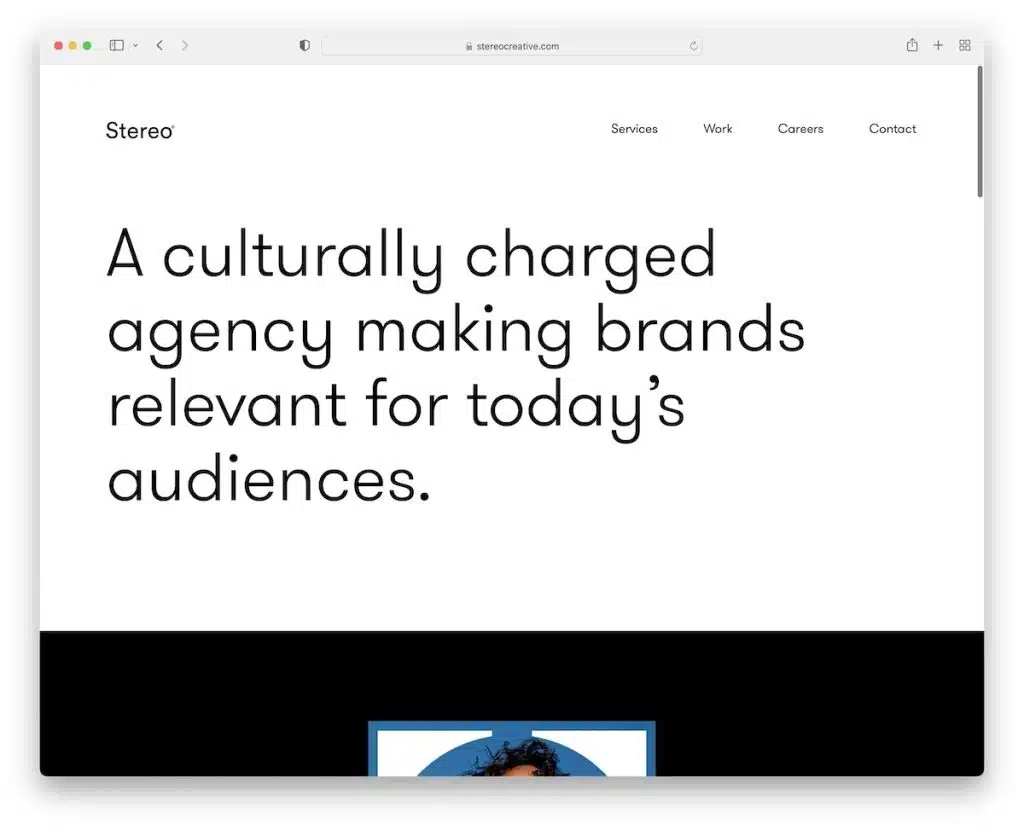 stereocreative.com
Stereo®
Services Work Careers Contact
A culturally charged
agency making brands
relevant for today’s
audiences.